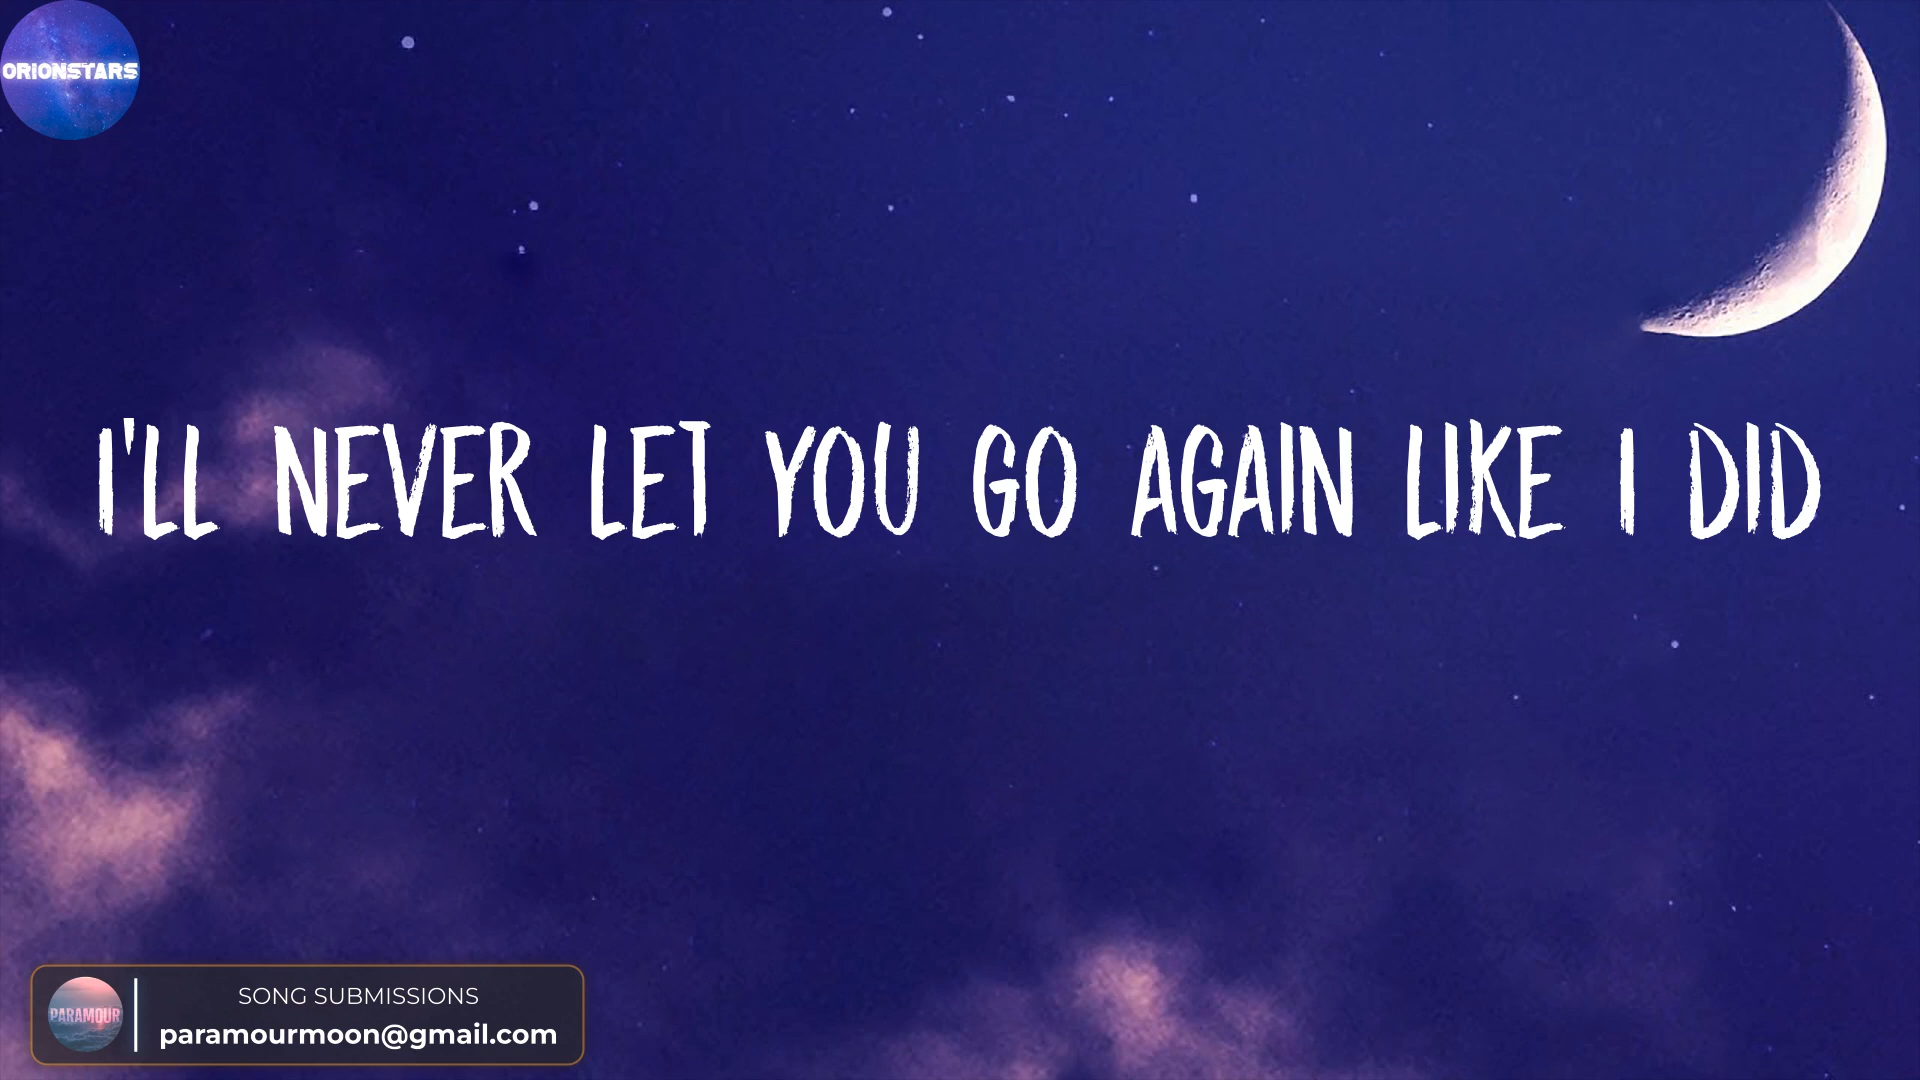 ORIONSTARS
I'LL NEVER LET YOU GO AGAIN LIKE I DID
SONG SUBMISSIONS
PARAMOUR
paramourmoon@gmail.com